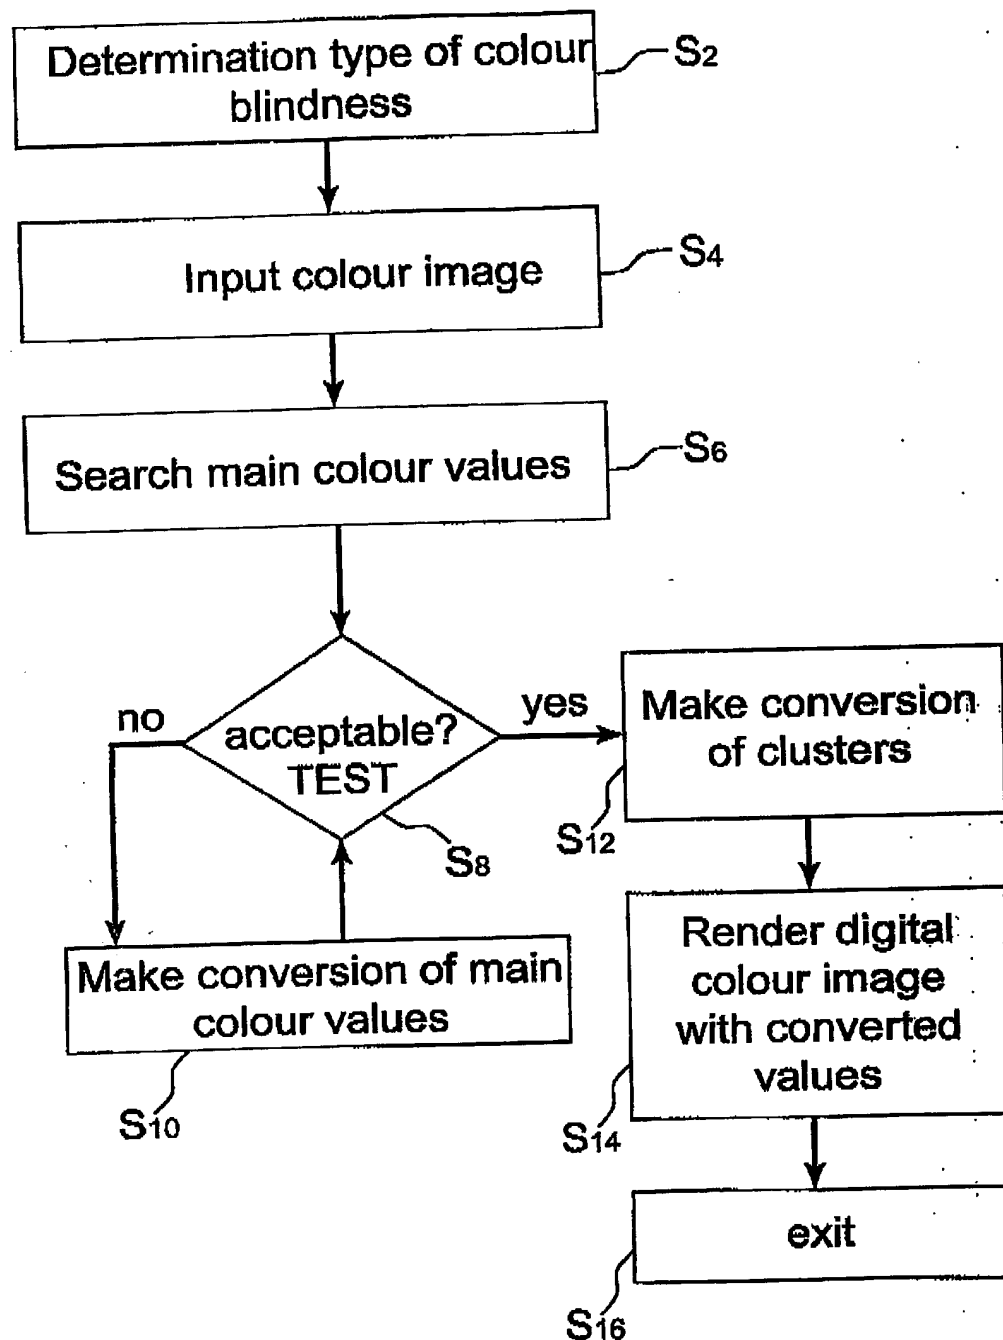 Determination type of colour
blindness
S2
Input colour image
S4
Search main colour values
S6
no
acceptable?
TEST
yes
S8
Make conversion of main
colour values
S10
Make conversion
of clusters
S12
Render digital
colour image
with converted
values
S14
exit
S16